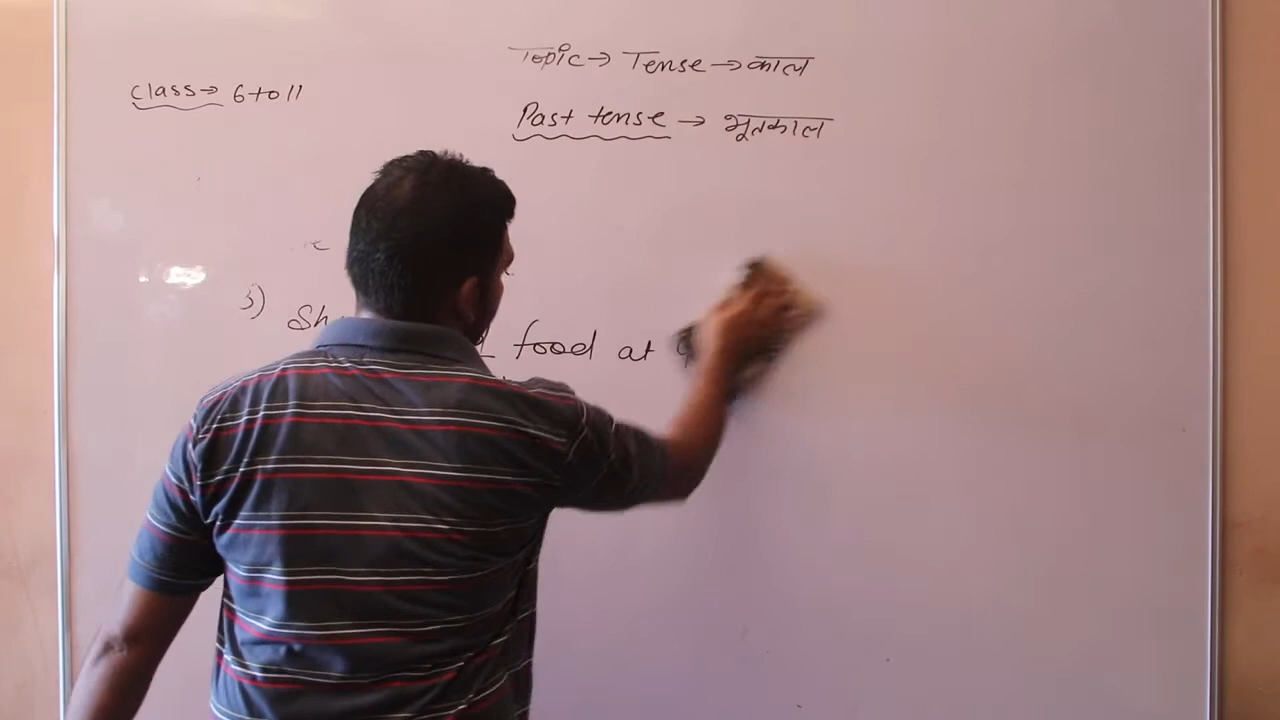 Topic → Tense → काल
Class → 6 to 11
Past tense → भूतकाल
3) food at